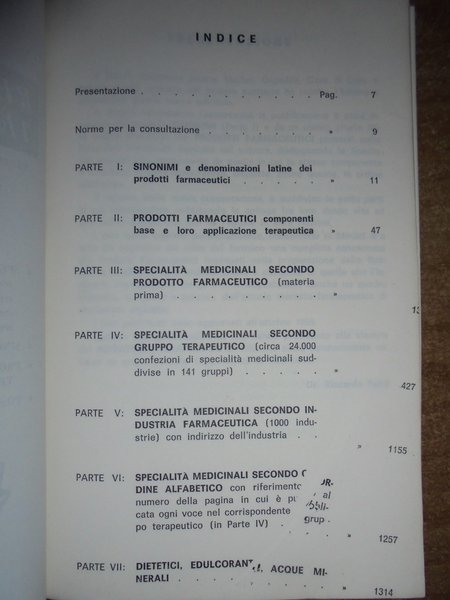 INDICE
Presentazione . . . . . . . . . . . Pag. 7
Norme per la consultazione . . . . . . . » 9
PARTE I: SINONIMI e denominazioni latine dei
prodotti farmaceutici . . . . . » 11
PARTE II: PRODOTTI FARMACEUTICI componenti
base e loro applicazione terapeutica » 47
PARTE III: SPECIALITÀ MEDICINALI SECONDO
PRODOTTO FARMACEUTICO (materia
prima) . . . . . . . . »
PARTE IV: SPECIALITÀ MEDICINALI SECONDO
GRUPPO TERAPEUTICO (circa 24.000
confezioni di specialità medicinali sud-
divise in 141 gruppi) . . . . . » 427
PARTE V: SPECIALITÀ MEDICINALI SECONDO IN-
DUSTRIA FARMACEUTICA (1000 indu-
strie) con indirizzo dell'industria . . » 1155
PARTE VI: SPECIALITÀ MEDICINALI SECONDO OR-
DINE ALFABETICO con riferimento al
numero della pagina in cui è pubbli-
cata ogni voce nel corrispondente grup-
po terapeutico (in Parte IV) . . » 1257
PARTE VII: DIETETICI, EDULCORANTI, ACQUE MI-
NERALI . . . . . . . . » 1314